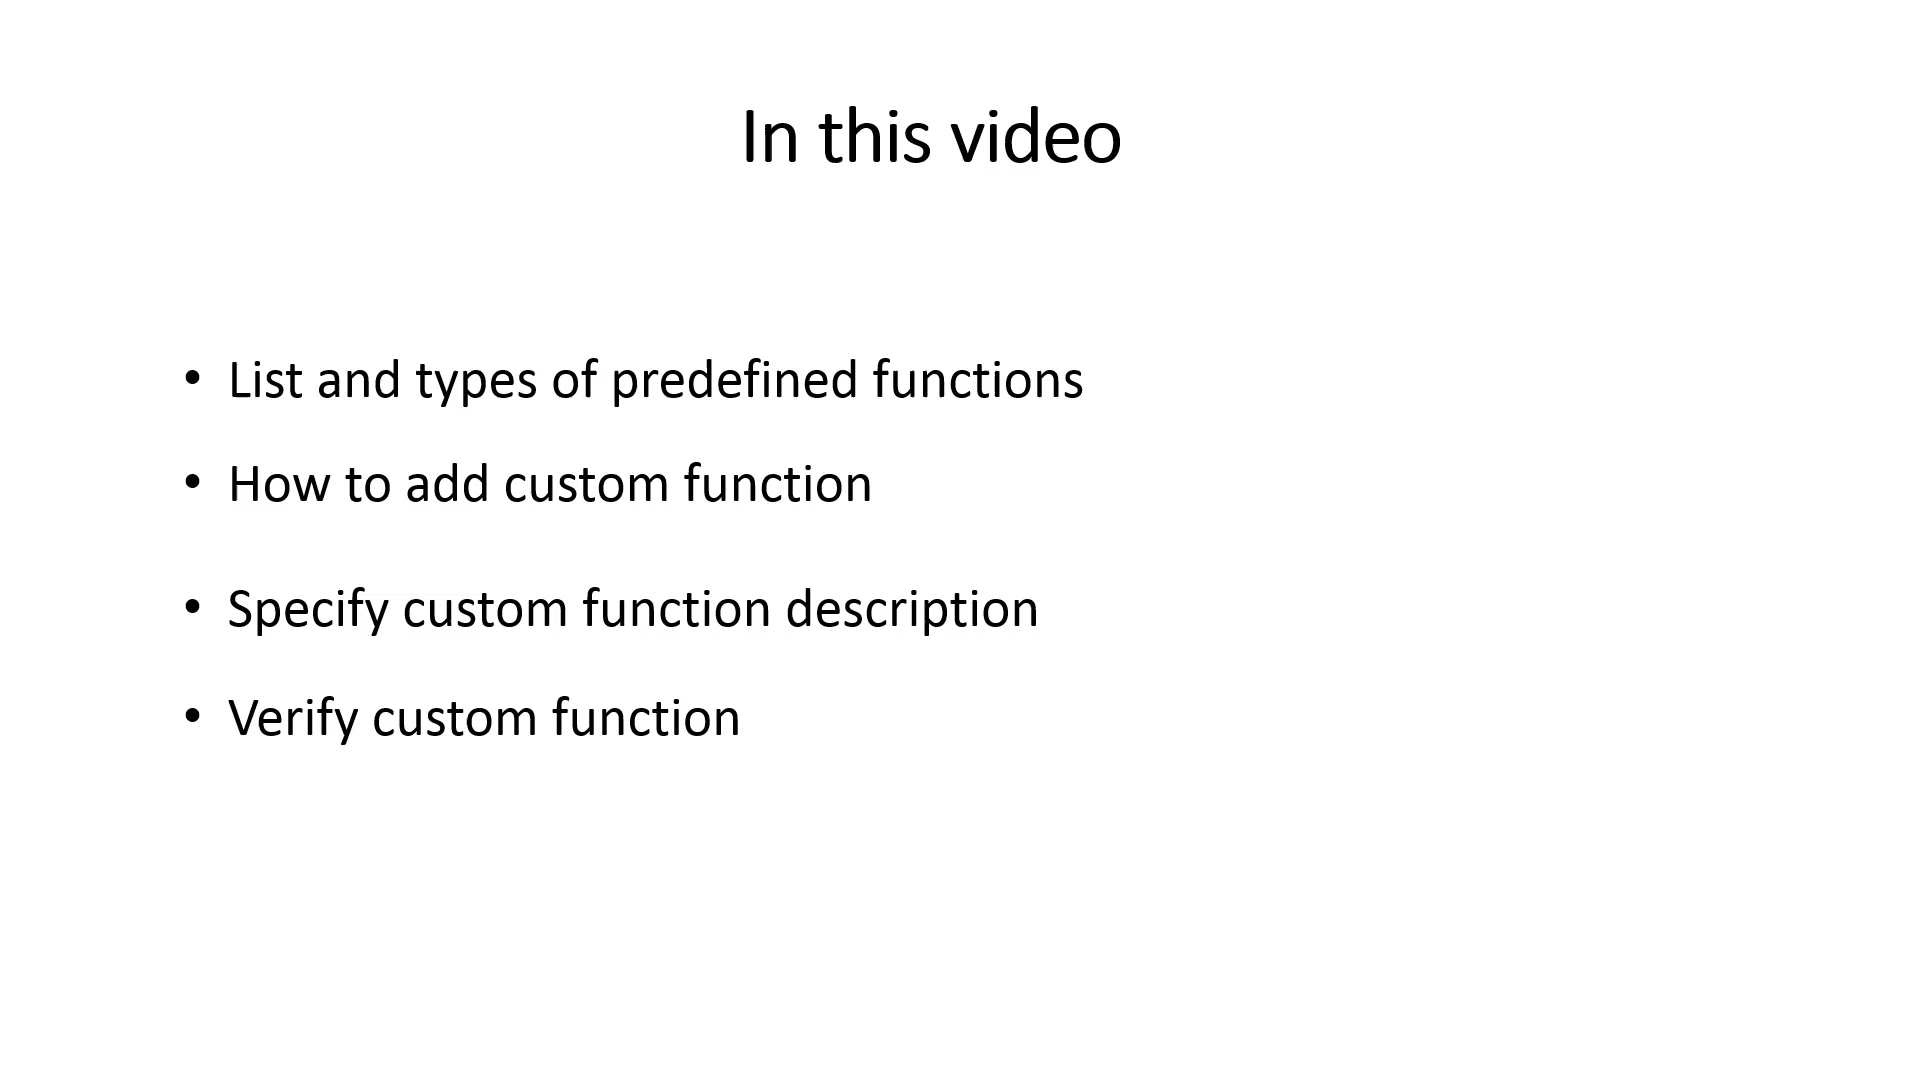 In this video
• List and types of predefined functions
• How to add custom function
• Specify custom function description
• Verify custom function